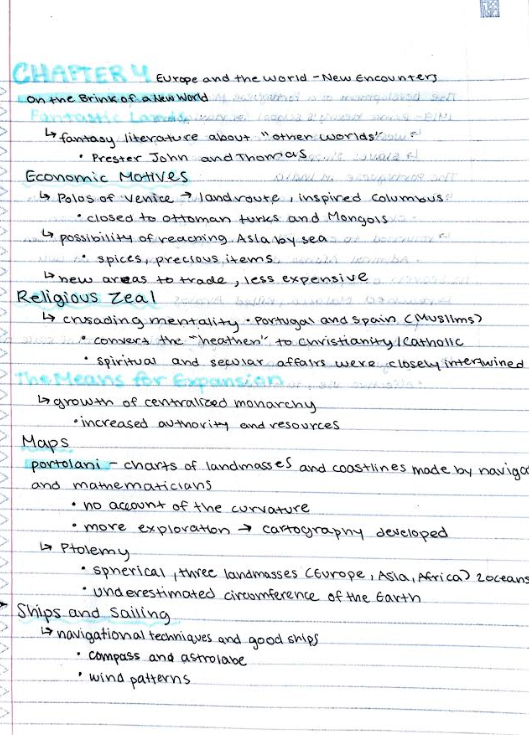 CHAPTER 4 Europe and the world - New Encounters
On the Brink of a New World
Fantastic Lands
↳ fantasy literature about "other worlds"
• Prester John and Thomas
Economic Motives
↳ Polos of Venice → land route, inspired Columbus
• closed to ottoman turks and Mongols
↳ possibility of reaching Asia by sea
• spices, precious items
↳ new areas to trade, less expensive
Religious Zeal
↳ crusading mentality • Portugal and Spain (Muslims)
• convert the "heathen" to Christianity/Catholic
• spiritual and secular affairs were closely intertwined
The Means for Expansion
↳ growth of centralized monarchy
• increased authority and resources
Maps
portolani - charts of landmasses and coastlines made by naviga
and mathematicians
• no account of the curvature
• more exploration → cartography developed
↳ Ptolemy
• spherical, three landmasses (Europe, Asia, Africa) 2 oceans
• underestimated circumference of the Earth
Ships and Sailing
↳ navigational techniques and good ships
• compass and astrolabe
• wind patterns